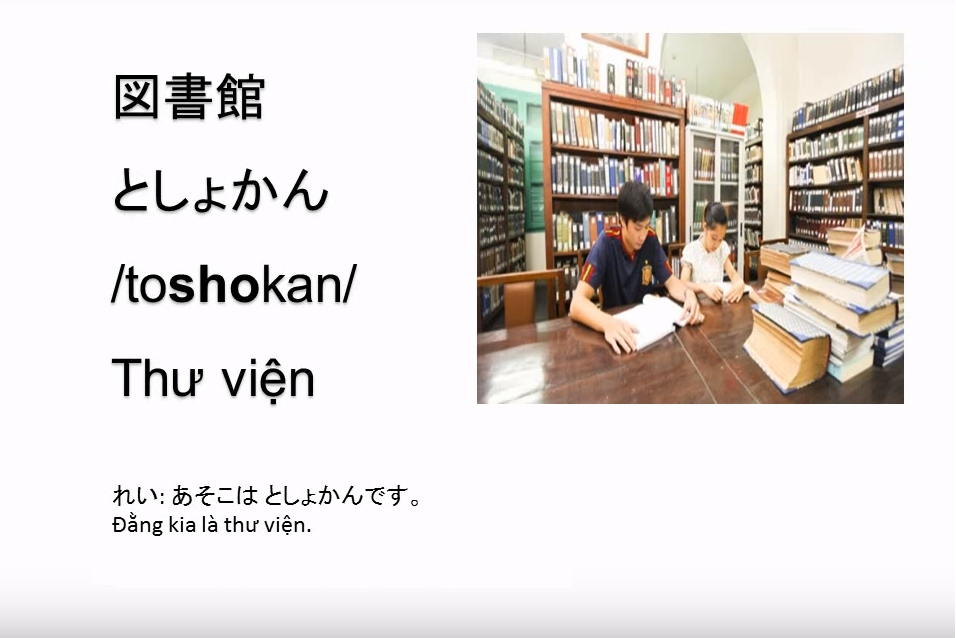 図書館
としょかん
/toshokan/
Thư viện
れい: あそこは としょかんです。
Đằng kia là thư viện.